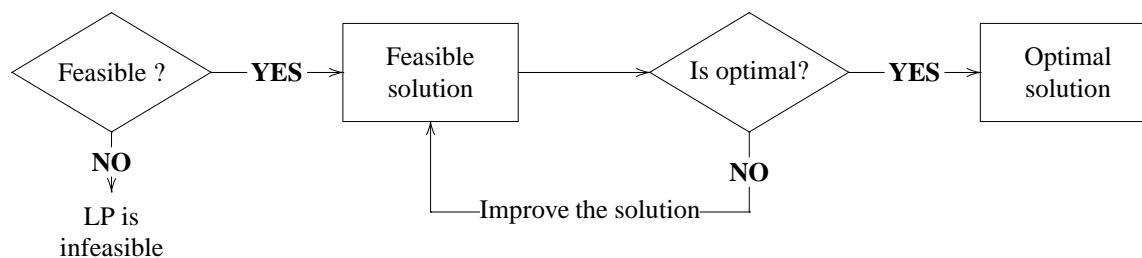 Feasible ?
YES
Feasible
solution
Is optimal?
YES
Optimal
solution
NO
NO
LP is
infeasible
Improve the solution